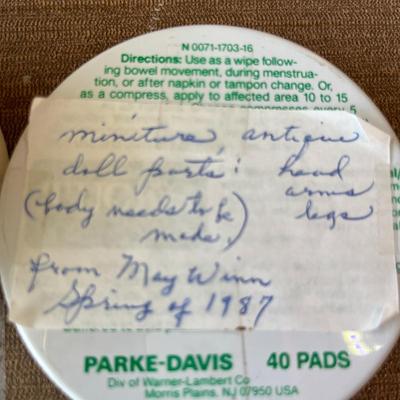 N 0071-1703-16
Directions: Use as a wipe follow-
ing bowel movement, during menstrua-
tion, or after napkin or tampon change. Or,
as a compress, apply to affected area 10 to 15
miniture antique
doll parts: head
arms
(body needs to be legs
made)
from May Winn
Spring of 1987
PARKE-DAVIS 40 PADS
Div of Warner-Lambert Co
Morris Plains, NJ 07950 USA